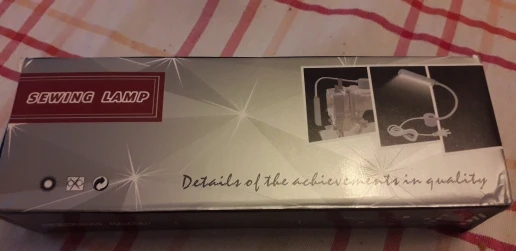 SEWING LAMP
Details of the achievements in quality